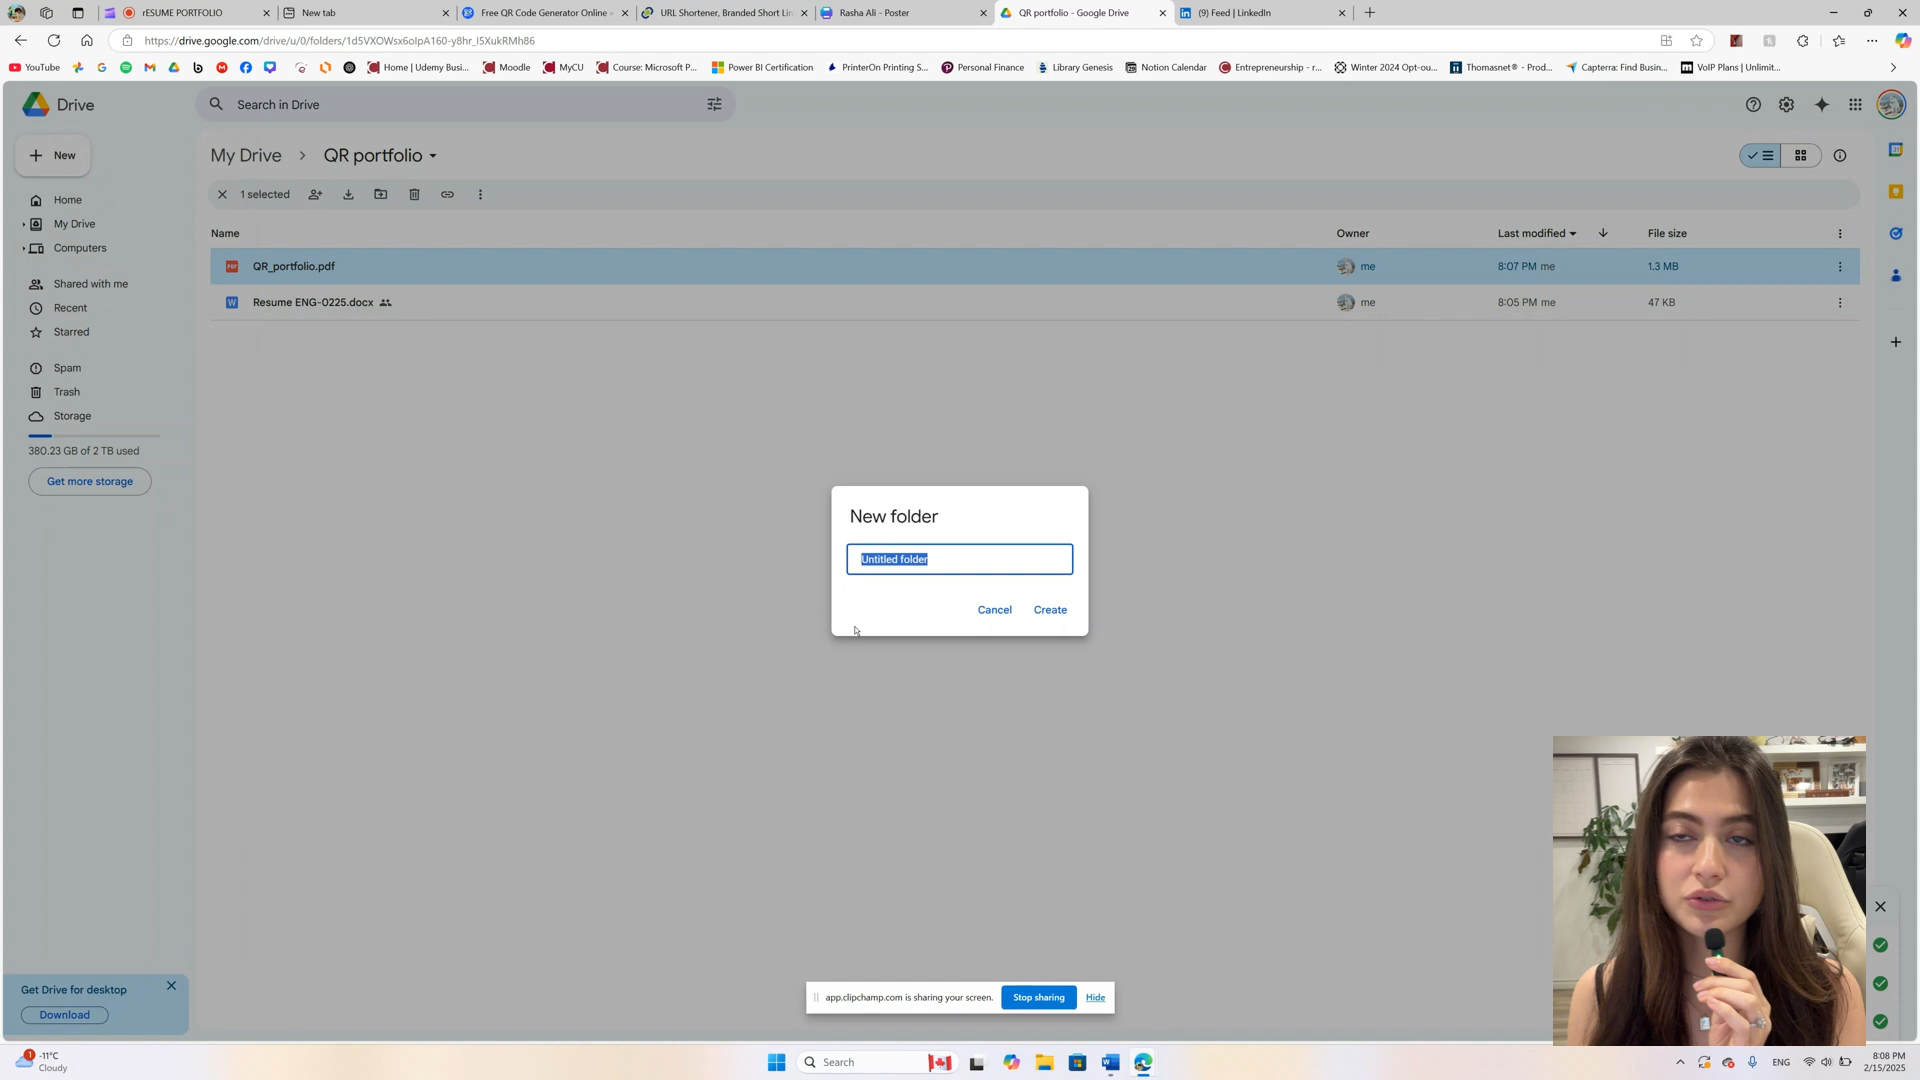 rESUME PORTFOLIO
New tab
Free QR Code Generator Online
URL Shortener, Branded Short Lin
Rasha Ali - Poster
QR portfolio - Google Drive
(9) Feed | LinkedIn
https://drive.google.com/drive/u/0/folders/1d5VXOWsx6oIpA160-y8hr_I5XukRMh86
YouTube
Home | Udemy Busi...
Moodle
MyCU
Course: Microsoft P...
Power BI Certification
PrinterOn Printing S...
Personal Finance
Library Genesis
Notion Calendar
Entrepreneurship - r...
Winter 2024 Opt-ou...
Thomasnet® - Prod...
Capterra: Find Busin...
VoIP Plans | Unlimit...
Drive
Search in Drive
New
My Drive > QR portfolio
1 selected
Home
My Drive
Computers
Shared with me
Recent
Starred
Spam
Trash
Storage
380.23 GB of 2 TB used
Get more storage
Name Owner Last modified File size
QR_portfolio.pdf me 8:07 PM me 1.3 MB
Resume ENG-0225.docx me 8:05 PM me 47 KB
New folder
Untitled folder
Cancel Create
Get Drive for desktop
Download
app.clipchamp.com is sharing your screen. Stop sharing Hide
1
-11°C
Cloudy
Search
ENG
8:08 PM
2/15/2025